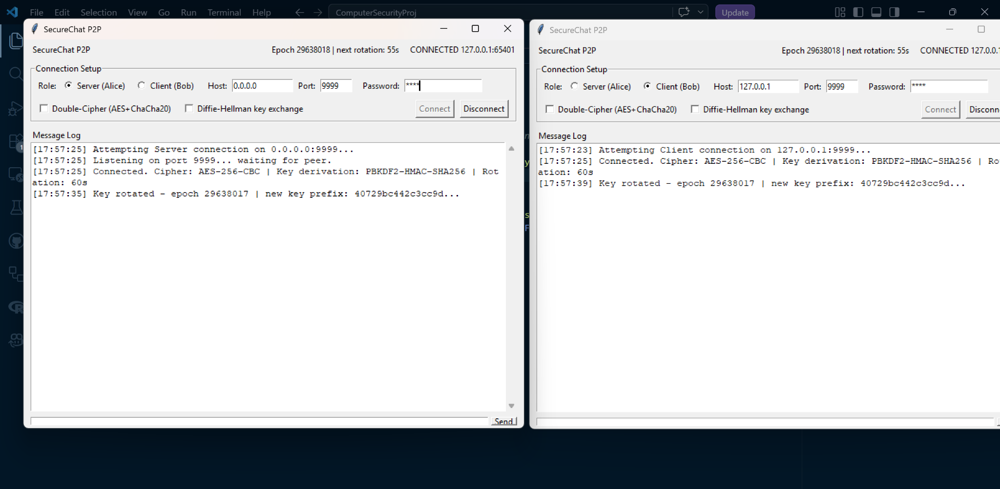 File Edit Selection View Go Run Terminal Help ComputerSecurityProj Update
SecureChat P2P
SecureChat P2P Epoch 29638018 | next rotation: 55s CONNECTED 127.0.0.1:65401
Connection Setup
Role: Server (Alice) Client (Bob) Host: 0.0.0.0 Port: 9999 Password: ****
Double-Cipher (AES+ChaCha20) Diffie-Hellman key exchange Connect Disconnect
Message Log
[17:57:25] Attempting Server connection on 0.0.0.0:9999...
[17:57:25] Listening on port 9999... waiting for peer.
[17:57:25] Connected. Cipher: AES-256-CBC | Key derivation: PBKDF2-HMAC-SHA256 | Rot
ation: 60s
[17:57:35] Key rotated - epoch 29638017 | new key prefix: 40729bc442c3cc9d...
Send
SecureChat P2P
SecureChat P2P Epoch 29638018 | next rotation: 55s CONNECTED 127.0.0.1
Connection Setup
Role: Server (Alice) Client (Bob) Host: 127.0.0.1 Port: 9999 Password: ****
Double-Cipher (AES+ChaCha20) Diffie-Hellman key exchange Connect Disconn
Message Log
[17:57:23] Attempting Client connection on 127.0.0.1:9999...
[17:57:25] Connected. Cipher: AES-256-CBC | Key derivation: PBKDF2-HMAC-SHA256 | Ro
ation: 60s
[17:57:39] Key rotated - epoch 29638017 | new key prefix: 40729bc442c3cc9d...